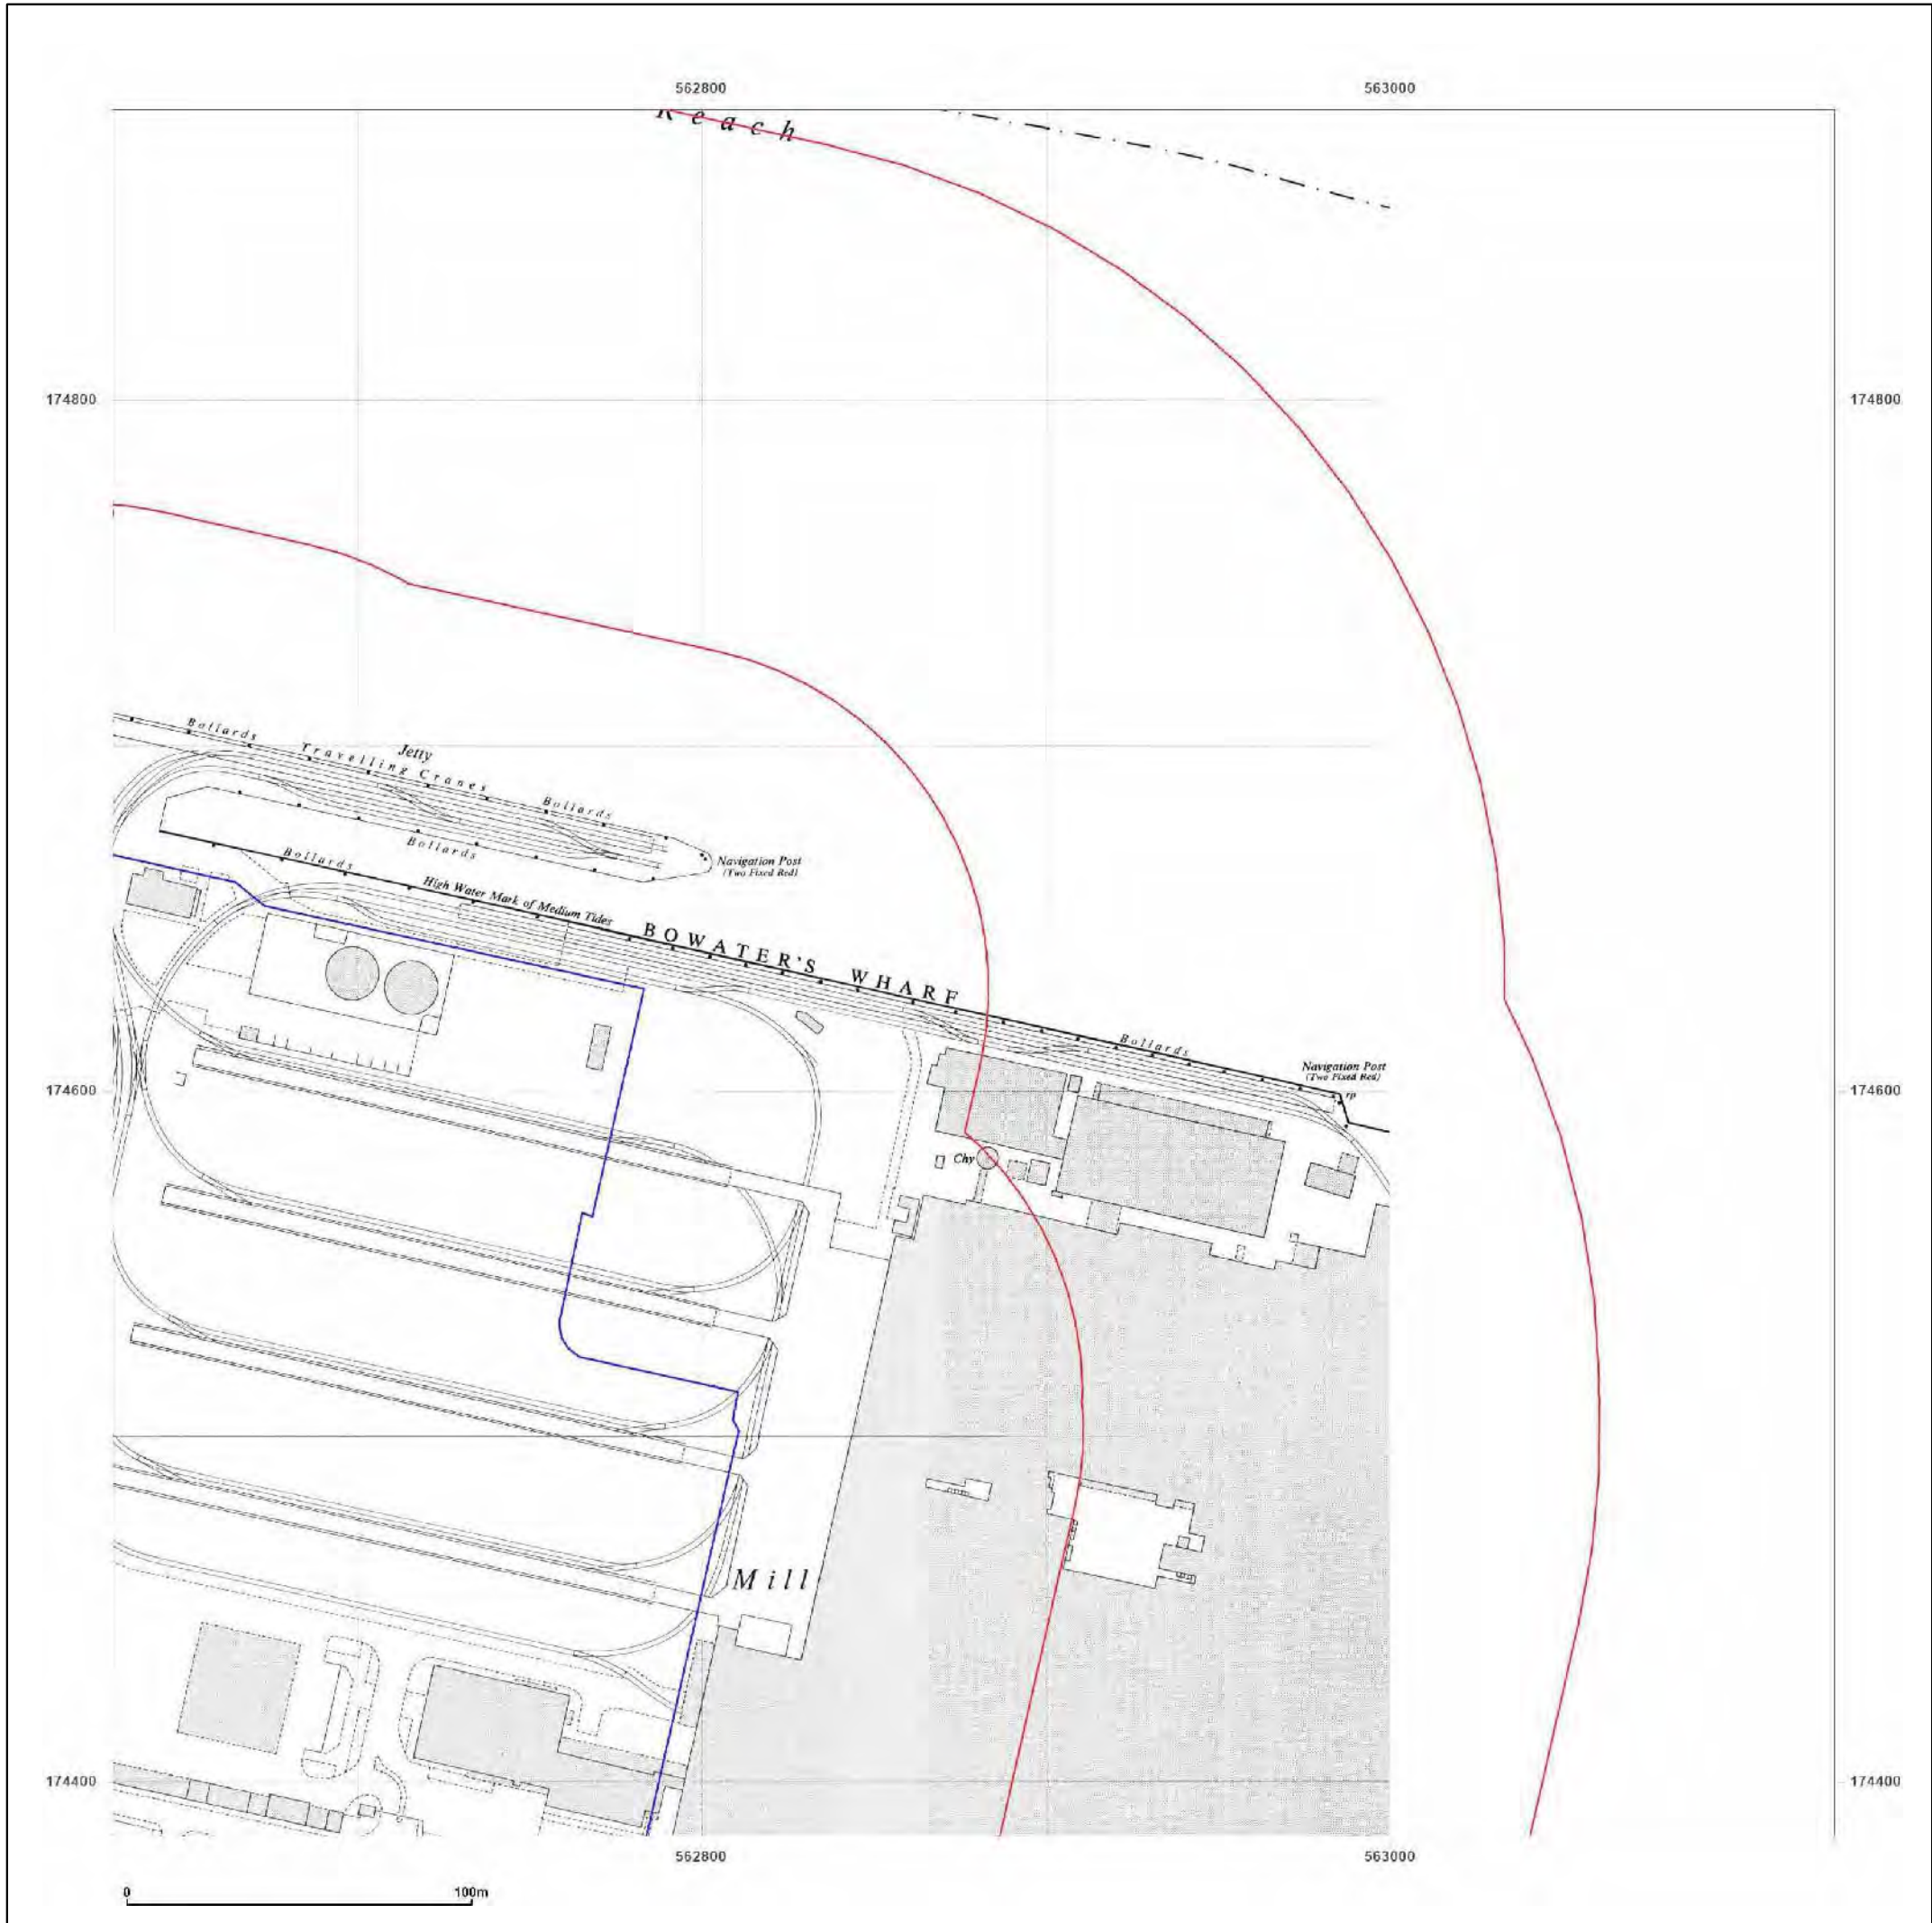 562800 563000
Reach
174800 174800
Bollards
Jetty
Travelling Cranes
Bollards
Bollards
Navigation Post
(Two Fixed Red)
Bollards
High Water Mark of Medium Tides
BOWATER'S WHARF
Bollards
Navigation Post
(Two Fixed Red)
rp
174600 174600
Chy
Mill
174400 174400
562800 563000
0 100m